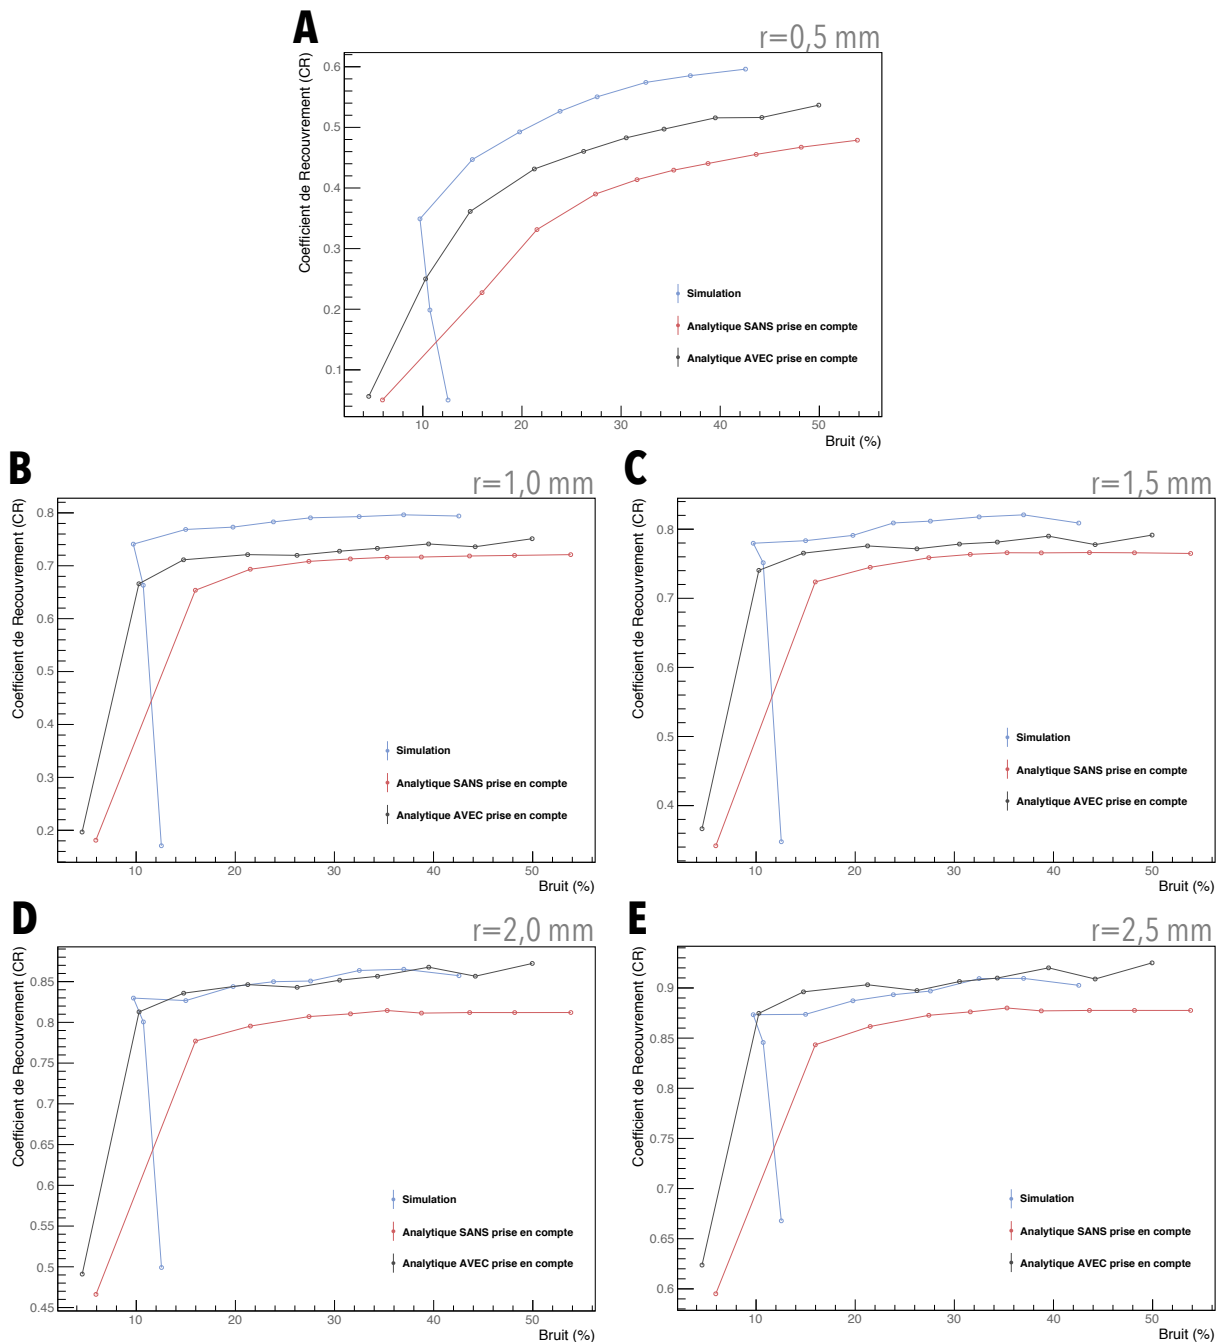 A
r=0,5 mm
Coefficient de Recouvrement (CR)
0.6
0.5
0.4
0.3
0.2
0.1
Simulation
Analytique SANS prise en compte
Analytique AVEC prise en compte
10 20 30 40 50
Bruit (%)
B
r=1,0 mm
Coefficient de Recouvrement (CR)
0.8
0.7
0.6
0.5
0.4
0.3
0.2
Simulation
Analytique SANS prise en compte
Analytique AVEC prise en compte
10 20 30 40 50
Bruit (%)
C
r=1,5 mm
Coefficient de Recouvrement (CR)
0.8
0.7
0.6
0.5
0.4
Simulation
Analytique SANS prise en compte
Analytique AVEC prise en compte
10 20 30 40 50
Bruit (%)
D
r=2,0 mm
Coefficient de Recouvrement (CR)
0.85
0.8
0.75
0.7
0.65
0.6
0.55
0.5
0.45
Simulation
Analytique SANS prise en compte
Analytique AVEC prise en compte
10 20 30 40 50
Bruit (%)
E
r=2,5 mm
Coefficient de Recouvrement (CR)
0.9
0.85
0.8
0.75
0.7
0.65
0.6
Simulation
Analytique SANS prise en compte
Analytique AVEC prise en compte
10 20 30 40 50
Bruit (%)